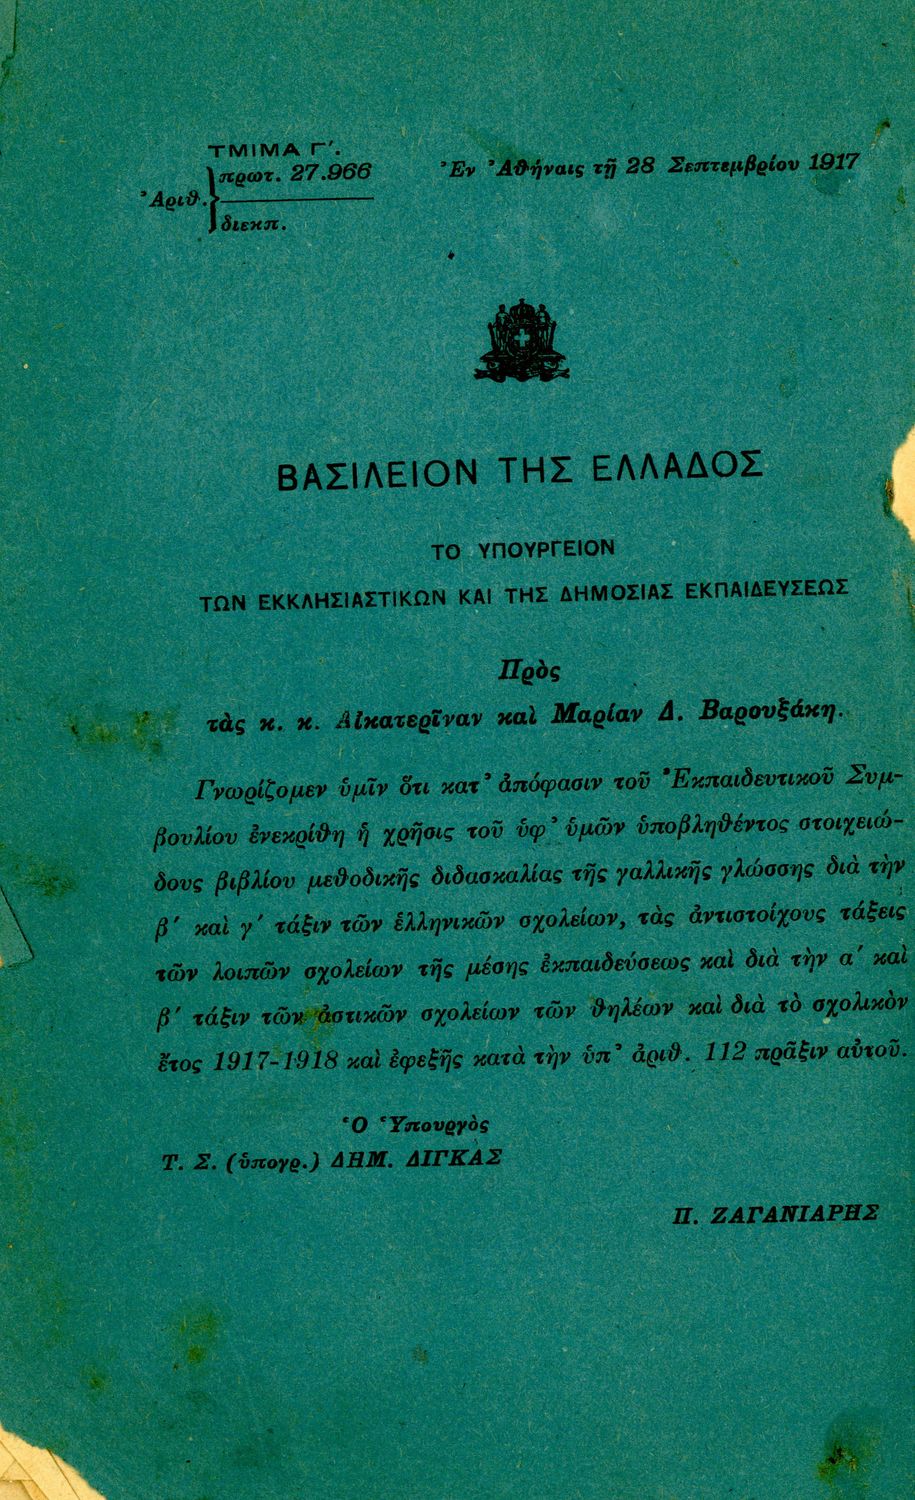 ΤΜΙΜΑ Γ΄.
Ἀριθ. πρωτ. 27.966
διεκπ.
Ἐν Ἀθήναις τῇ 28 Σεπτεμβρίου 1917
ΒΑΣΙΛΕΙΟΝ ΤΗΣ ΕΛΛΑΔΟΣ
ΤΟ ΥΠΟΥΡΓΕΙΟΝ
ΤΩΝ ΕΚΚΛΗΣΙΑΣΤΙΚΩΝ ΚΑΙ ΤΗΣ ΔΗΜΟΣΙΑΣ ΕΚΠΑΙΔΕΥΣΕΩΣ
Πρὸς
τὰς κ. κ. Αἰκατερῖναν καὶ Μαρίαν Δ. Βαρουξάκη.
Γνωρίζομεν ὑμῖν ὅτι κατ᾿ ἀπόφασιν τοῦ Ἐκπαιδευτικοῦ Συμ-
βουλίου ἐνεκρίθη ἡ χρῆσις τοῦ ὑφ᾿ ὑμῶν ὑποβληθέντος στοιχειώ-
δους βιβλίου μεθοδικῆς διδασκαλίας τῆς γαλλικῆς γλώσσης διὰ τὴν
β΄ καὶ γ΄ τάξιν τῶν ἑλληνικῶν σχολείων, τὰς ἀντιστοίχους τάξεις
τῶν λοιπῶν σχολείων τῆς μέσης ἐκπαιδεύσεως καὶ διὰ τὴν α΄ καὶ
β΄ τάξιν τῶν ἀστικῶν σχολείων τῶν θηλέων καὶ διὰ τὸ σχολικὸν
ἔτος 1917-1918 καὶ ἐφεξῆς κατὰ τὴν ὑπ᾿ ἀριθ. 112 πρᾶξιν αὐτοῦ.
Ὁ Ὑπουργὸς
Τ. Σ. (ὑπογρ.) ΔΗΜ. ΔΙΓΚΑΣ
Π. ΖΑΓΑΝΙΑΡΗΣ